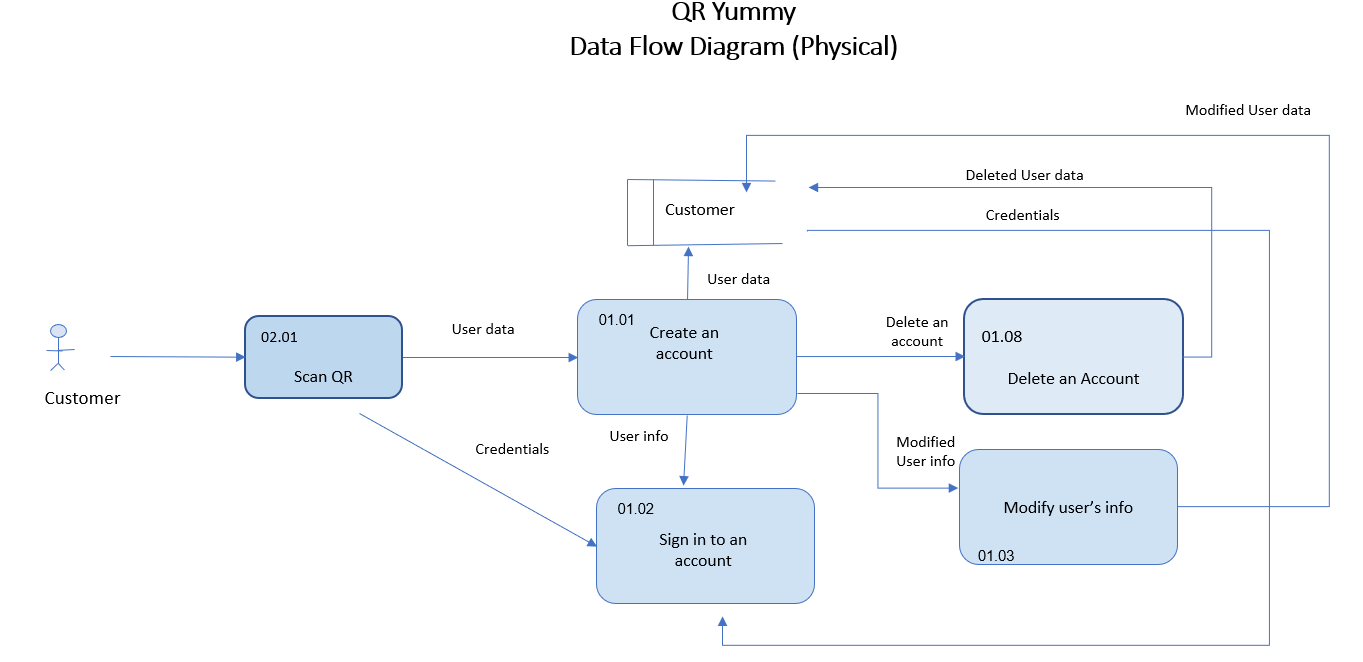 QR Yummy
Data Flow Diagram (Physical)
Modified User data
Deleted User data
Customer
Credentials
User data
02.01
Scan QR
User data
01.01
Create an
account
Delete an
account
01.08
Delete an Account
Customer
Credentials
User info
Modified
User info
01.02
Sign in to an
account
Modify user’s info
01.03